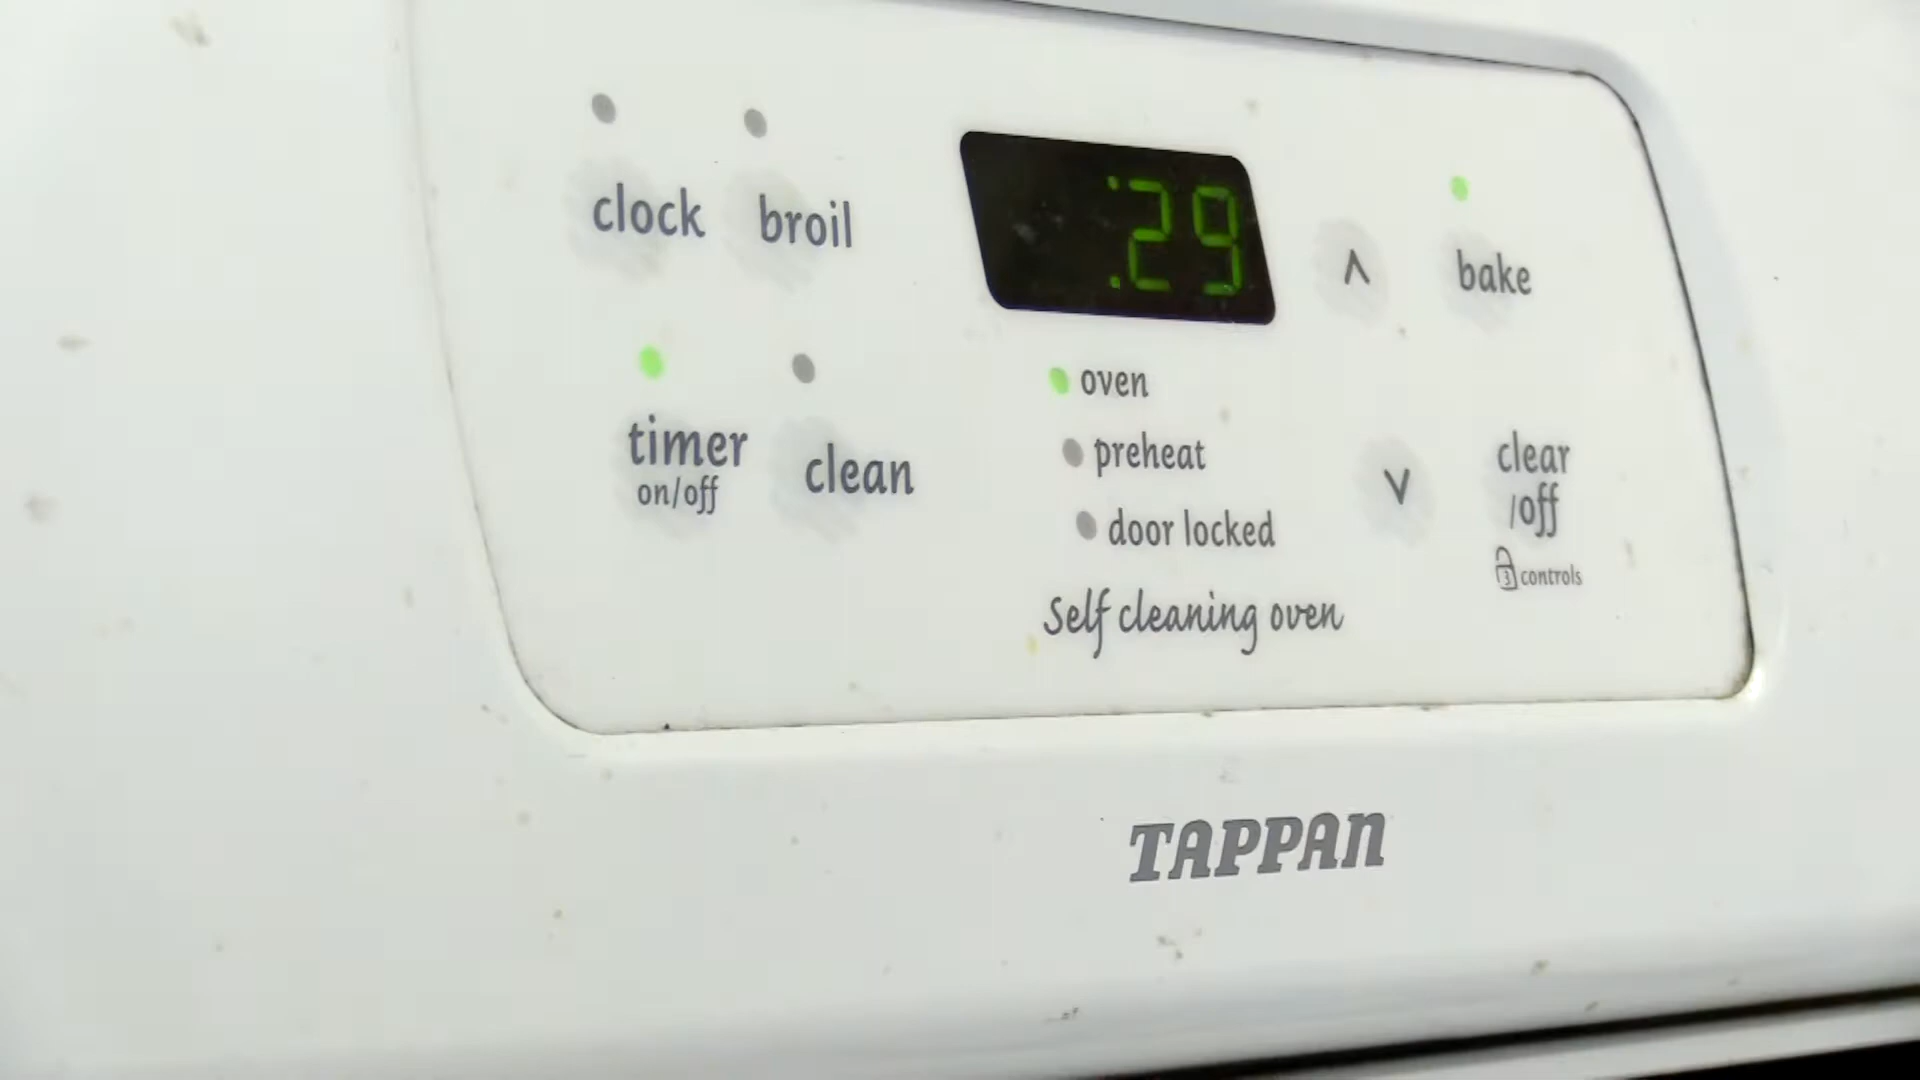 clock broil
:29
^ bake
timer
on/off
clean
oven
preheat
door locked
v
clear
/off
3 controls
Self cleaning oven
TAPPAN